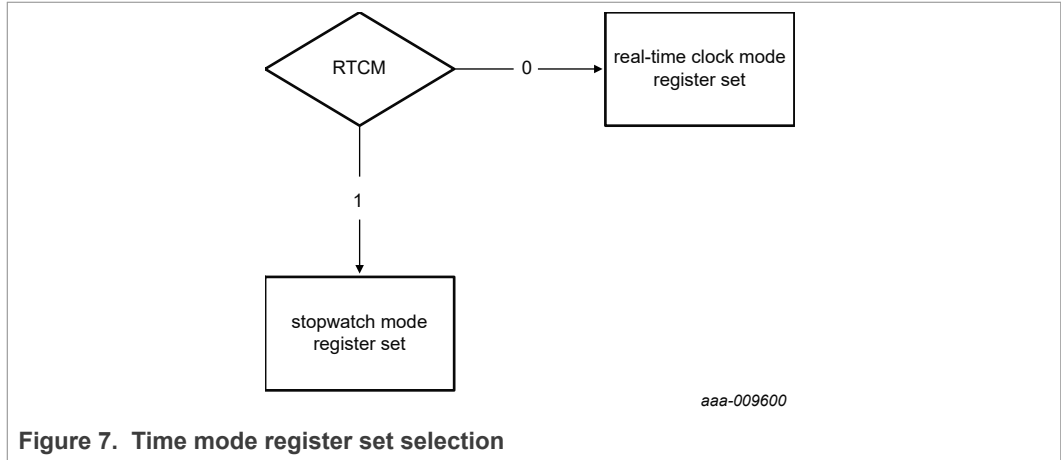 RTCM
0
real-time clock mode
register set
1
stopwatch mode
register set
aaa-009600
Figure 7. Time mode register set selection